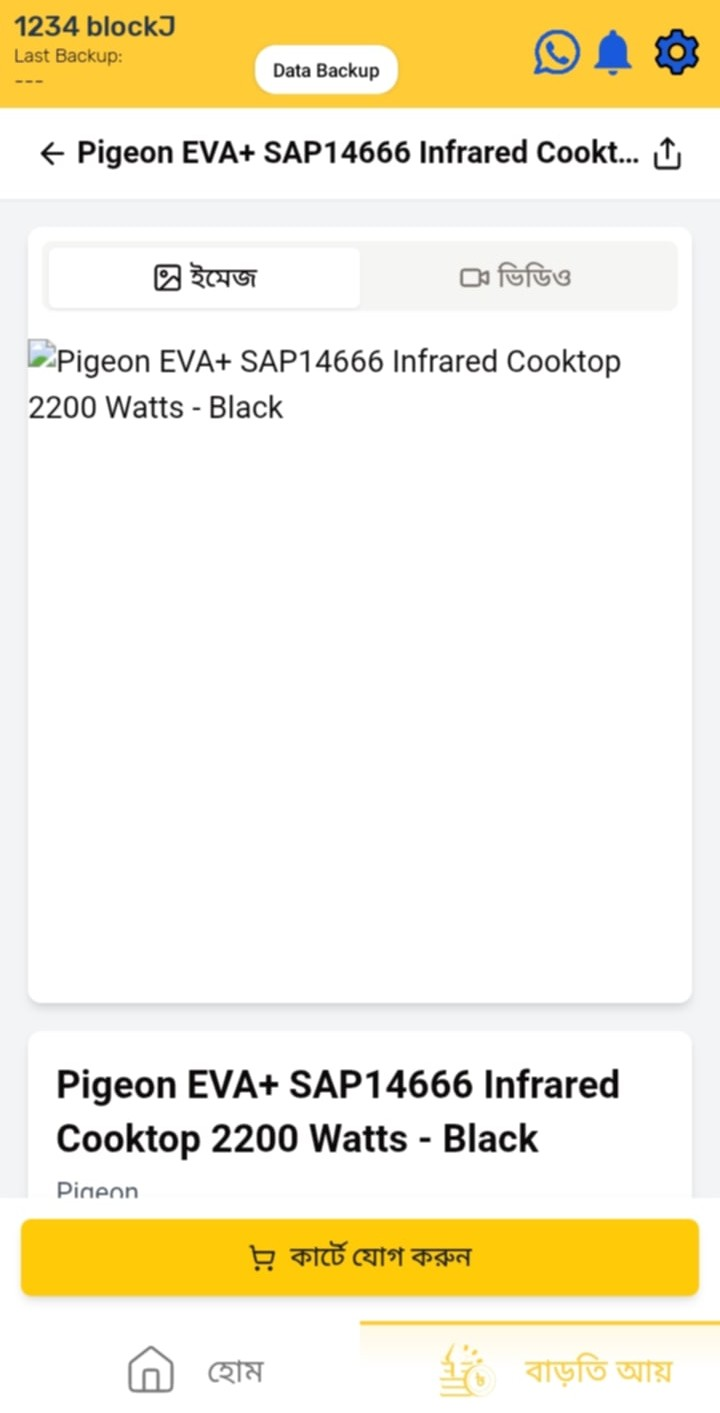 1234 blockJ
Last Backup:
---
Data Backup
Pigeon EVA+ SAP14666 Infrared Cookt...
ইমেজ
ভিডিও
Pigeon EVA+ SAP14666 Infrared Cooktop
2200 Watts - Black
Pigeon EVA+ SAP14666 Infrared
Cooktop 2200 Watts - Black
Pigeon
কার্টে যোগ করুন
হোম
বাড়তি আয়